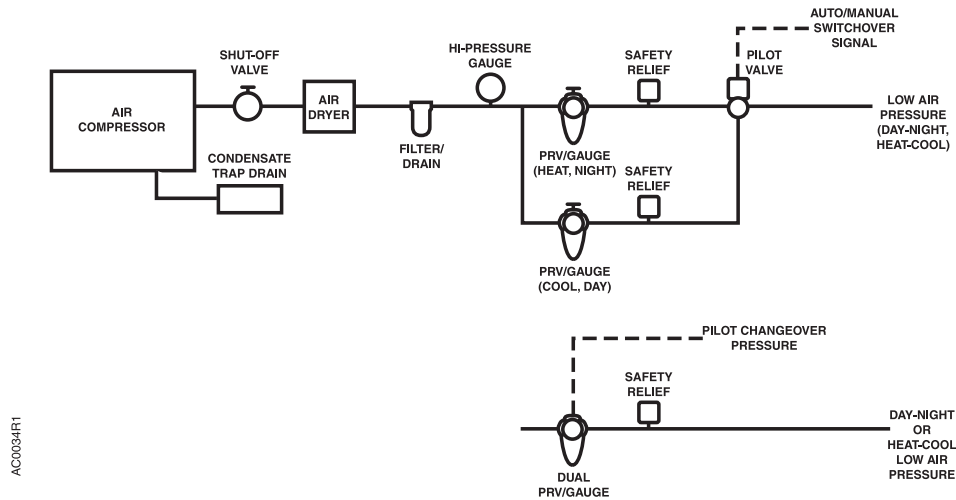 AUTO/MANUAL
SWITCHOVER
SIGNAL
SHUT-OFF
VALVE
HI-PRESSURE
GAUGE
SAFETY
RELIEF
PILOT
VALVE
AIR
COMPRESSOR
AIR
DRYER
LOW AIR
PRESSURE
(DAY-NIGHT,
HEAT-COOL)
CONDENSATE
TRAP DRAIN
FILTER/
DRAIN
PRV/GAUGE
(HEAT, NIGHT)
SAFETY
RELIEF
PRV/GAUGE
(COOL, DAY)
PILOT CHANGEOVER
PRESSURE
SAFETY
RELIEF
DUAL
PRV/GAUGE
DAY-NIGHT
OR
HEAT-COOL
LOW AIR
PRESSURE
AC0034R1